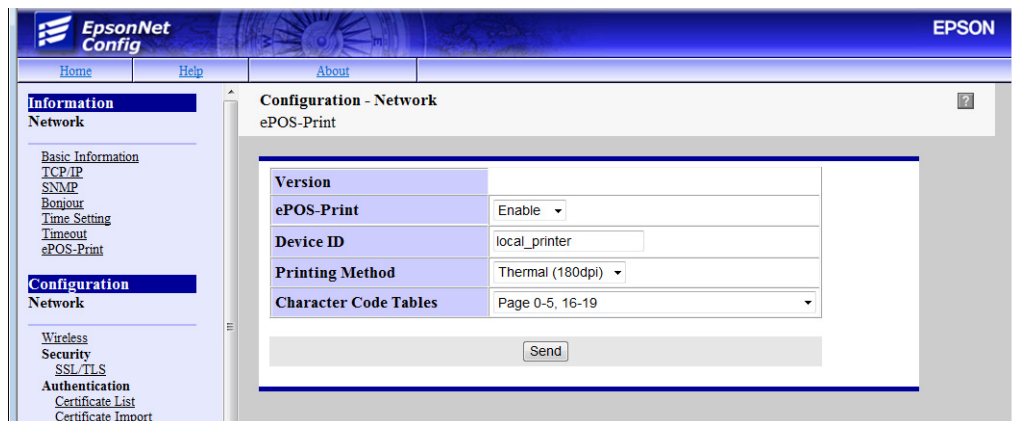 EpsonNet
Config
EPSON
Home
Help
About
Information
Network
Basic Information
TCP/IP
SNMP
Bonjour
Time Setting
Timeout
ePOS-Print
Configuration
Network
Wireless
Security
SSL/TLS
Authentication
Certificate List
Certificate Import
Configuration - Network
ePOS-Print
?
Version
ePOS-Print Enable
Device ID local_printer
Printing Method Thermal (180dpi)
Character Code Tables Page 0-5, 16-19
Send